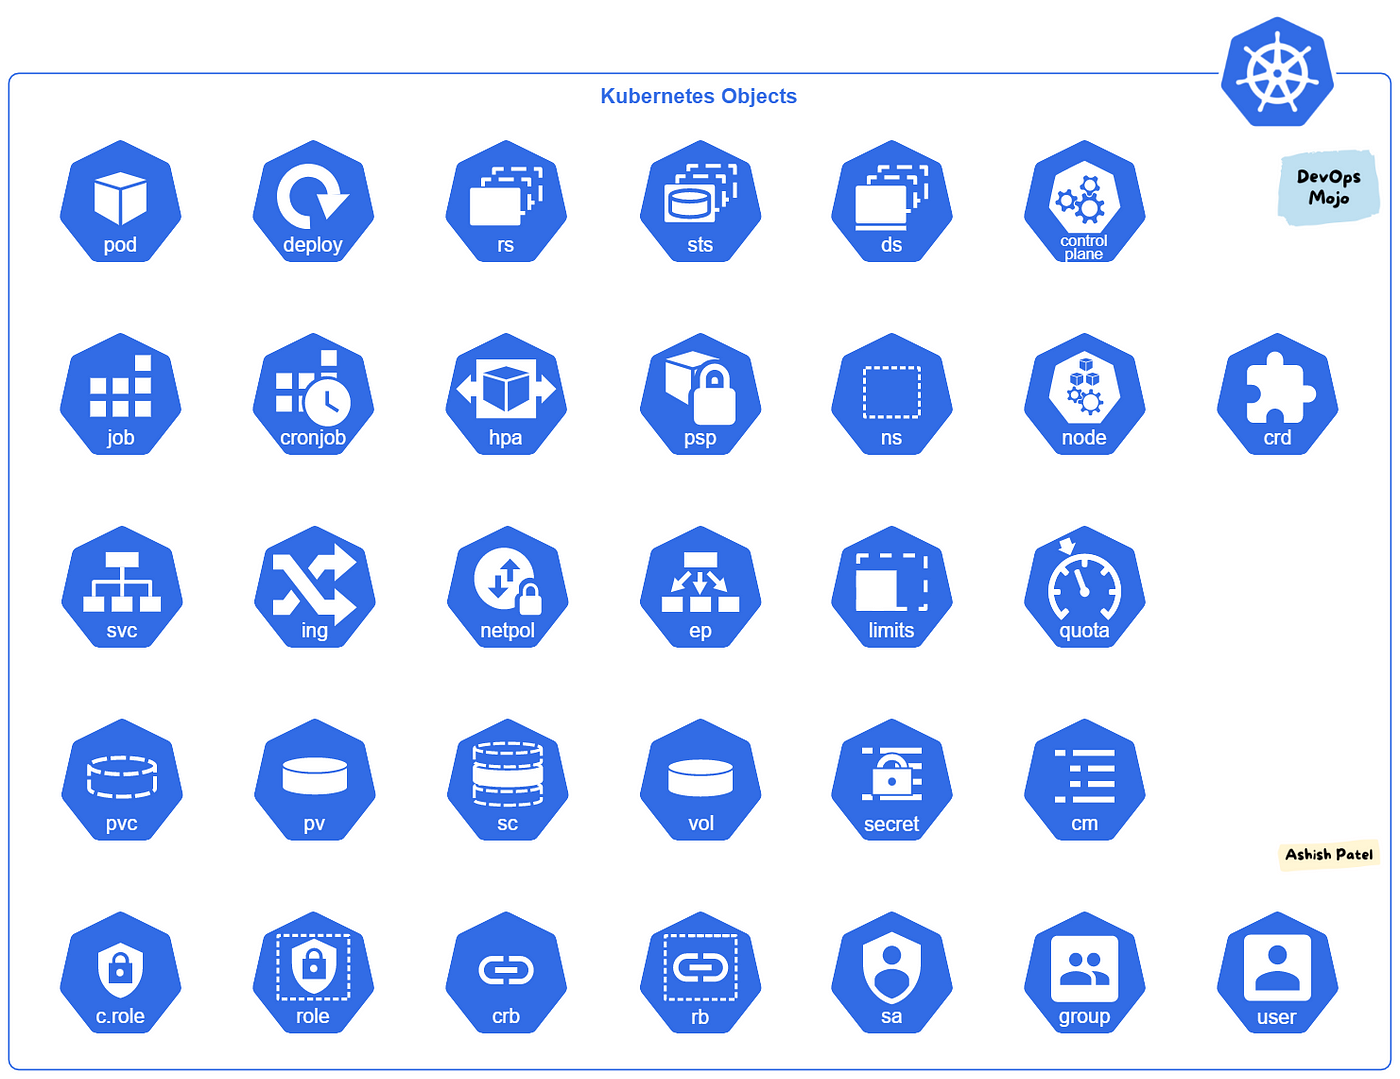 Kubernetes Objects
DevOps
Mojo
pod
deploy
rs
sts
ds
control
plane
job
cronjob
hpa
psp
ns
node
crd
svc
ing
netpol
ep
limits
quota
pvc
pv
sc
vol
secret
cm
Ashish Patel
c.role
role
crb
rb
sa
group
user